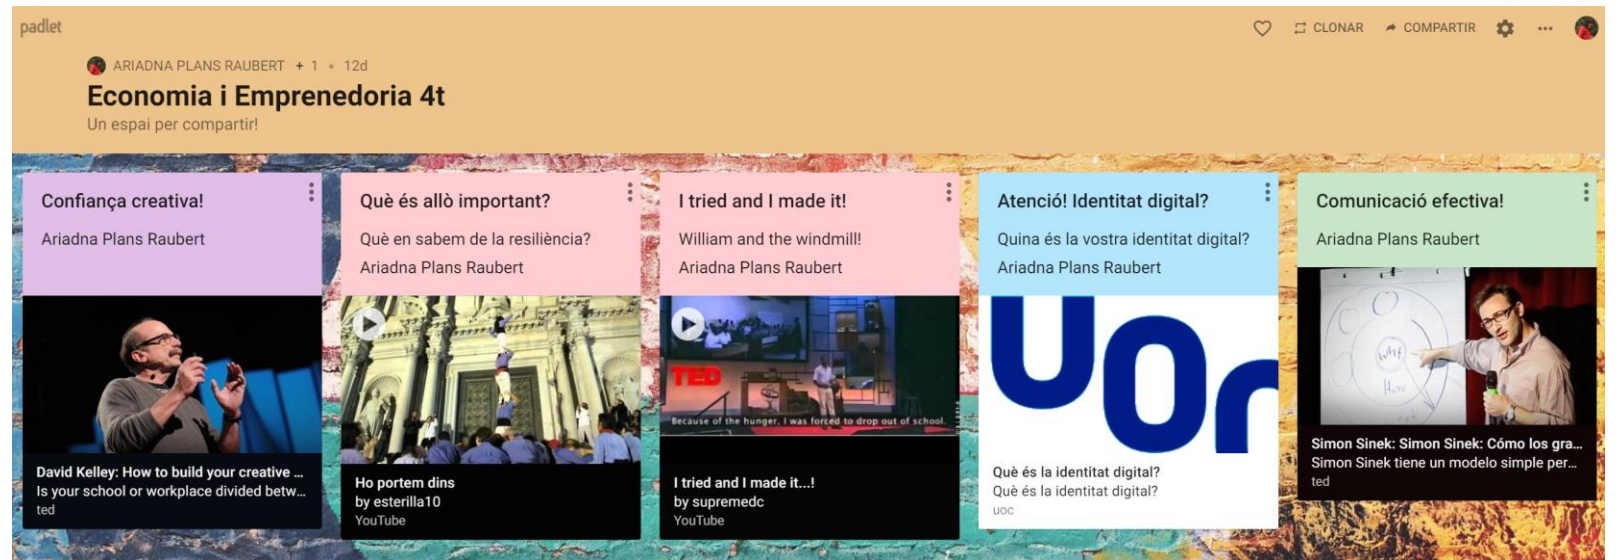 padlet
CLONAR
COMPARTIR
ARIADNA PLANS RAUBERT + 1 • 12d
Economia i Emprenedoria 4t
Un espai per compartir!
Confiança creativa!
Ariadna Plans Raubert
David Kelley: How to build your creative ...
Is your school or workplace divided betw...
ted
Què és allò important?
Què en sabem de la resiliència?
Ariadna Plans Raubert
Ho portem dins
by esterilla10
YouTube
I tried and I made it!
William and the windmill!
Ariadna Plans Raubert
TED
Because of the hunger, I was forced to drop out of school.
I tried and I made it...!
by supremedc
YouTube
Atenció! Identitat digital?
Quina és la vostra identitat digital?
Ariadna Plans Raubert
Què és la identitat digital?
Què és la identitat digital?
uoc
Comunicació efectiva!
Ariadna Plans Raubert
Simon Sinek: Simon Sinek: Cómo los gra...
Simon Sinek tiene un modelo simple per...
ted